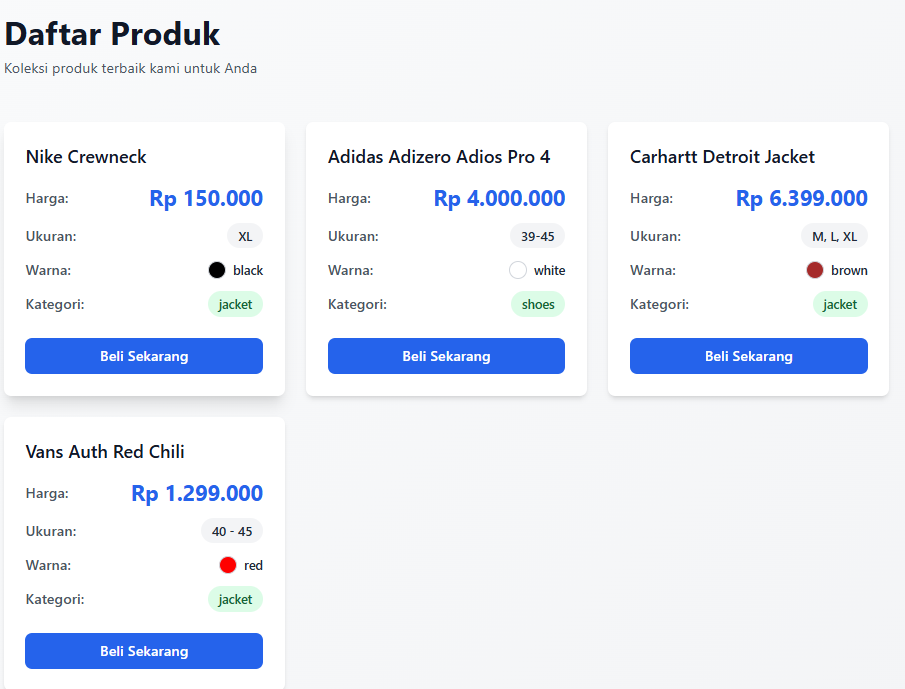 Daftar Produk
Koleksi produk terbaik kami untuk Anda
Nike Crewneck
Harga: Rp 150.000
Ukuran: XL
Warna: black
Kategori: jacket
Beli Sekarang
Adidas Adizero Adios Pro 4
Harga: Rp 4.000.000
Ukuran: 39-45
Warna: white
Kategori: shoes
Beli Sekarang
Carhartt Detroit Jacket
Harga: Rp 6.399.000
Ukuran: M, L, XL
Warna: brown
Kategori: jacket
Beli Sekarang
Vans Auth Red Chili
Harga: Rp 1.299.000
Ukuran: 40 - 45
Warna: red
Kategori: jacket
Beli Sekarang